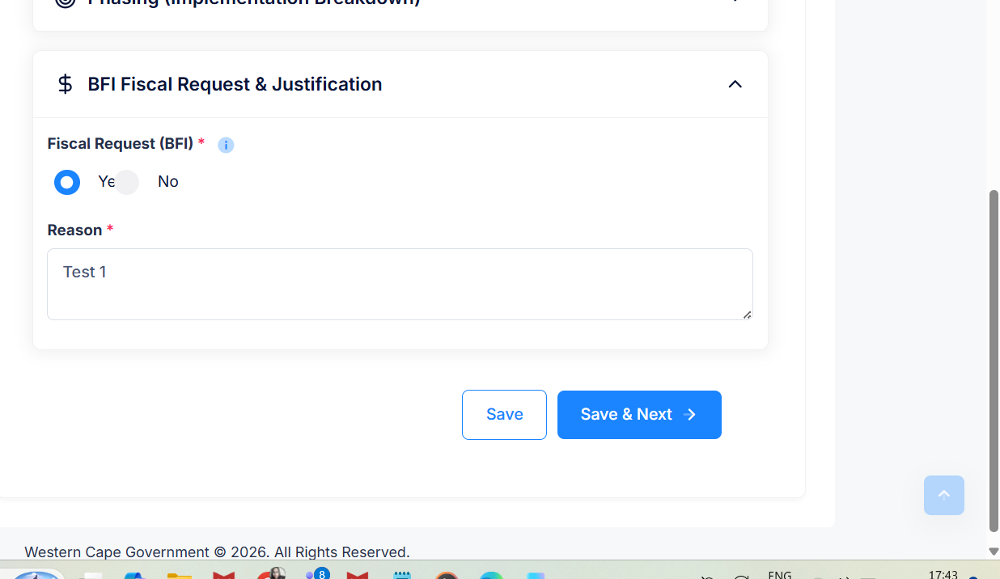 Phasing (Implementation Breakdown)
BFI Fiscal Request & Justification
Fiscal Request (BFI) * i
Ye No
Reason *
Test 1
Save Save & Next
Western Cape Government © 2026. All Rights Reserved.
8
ENG 17:43